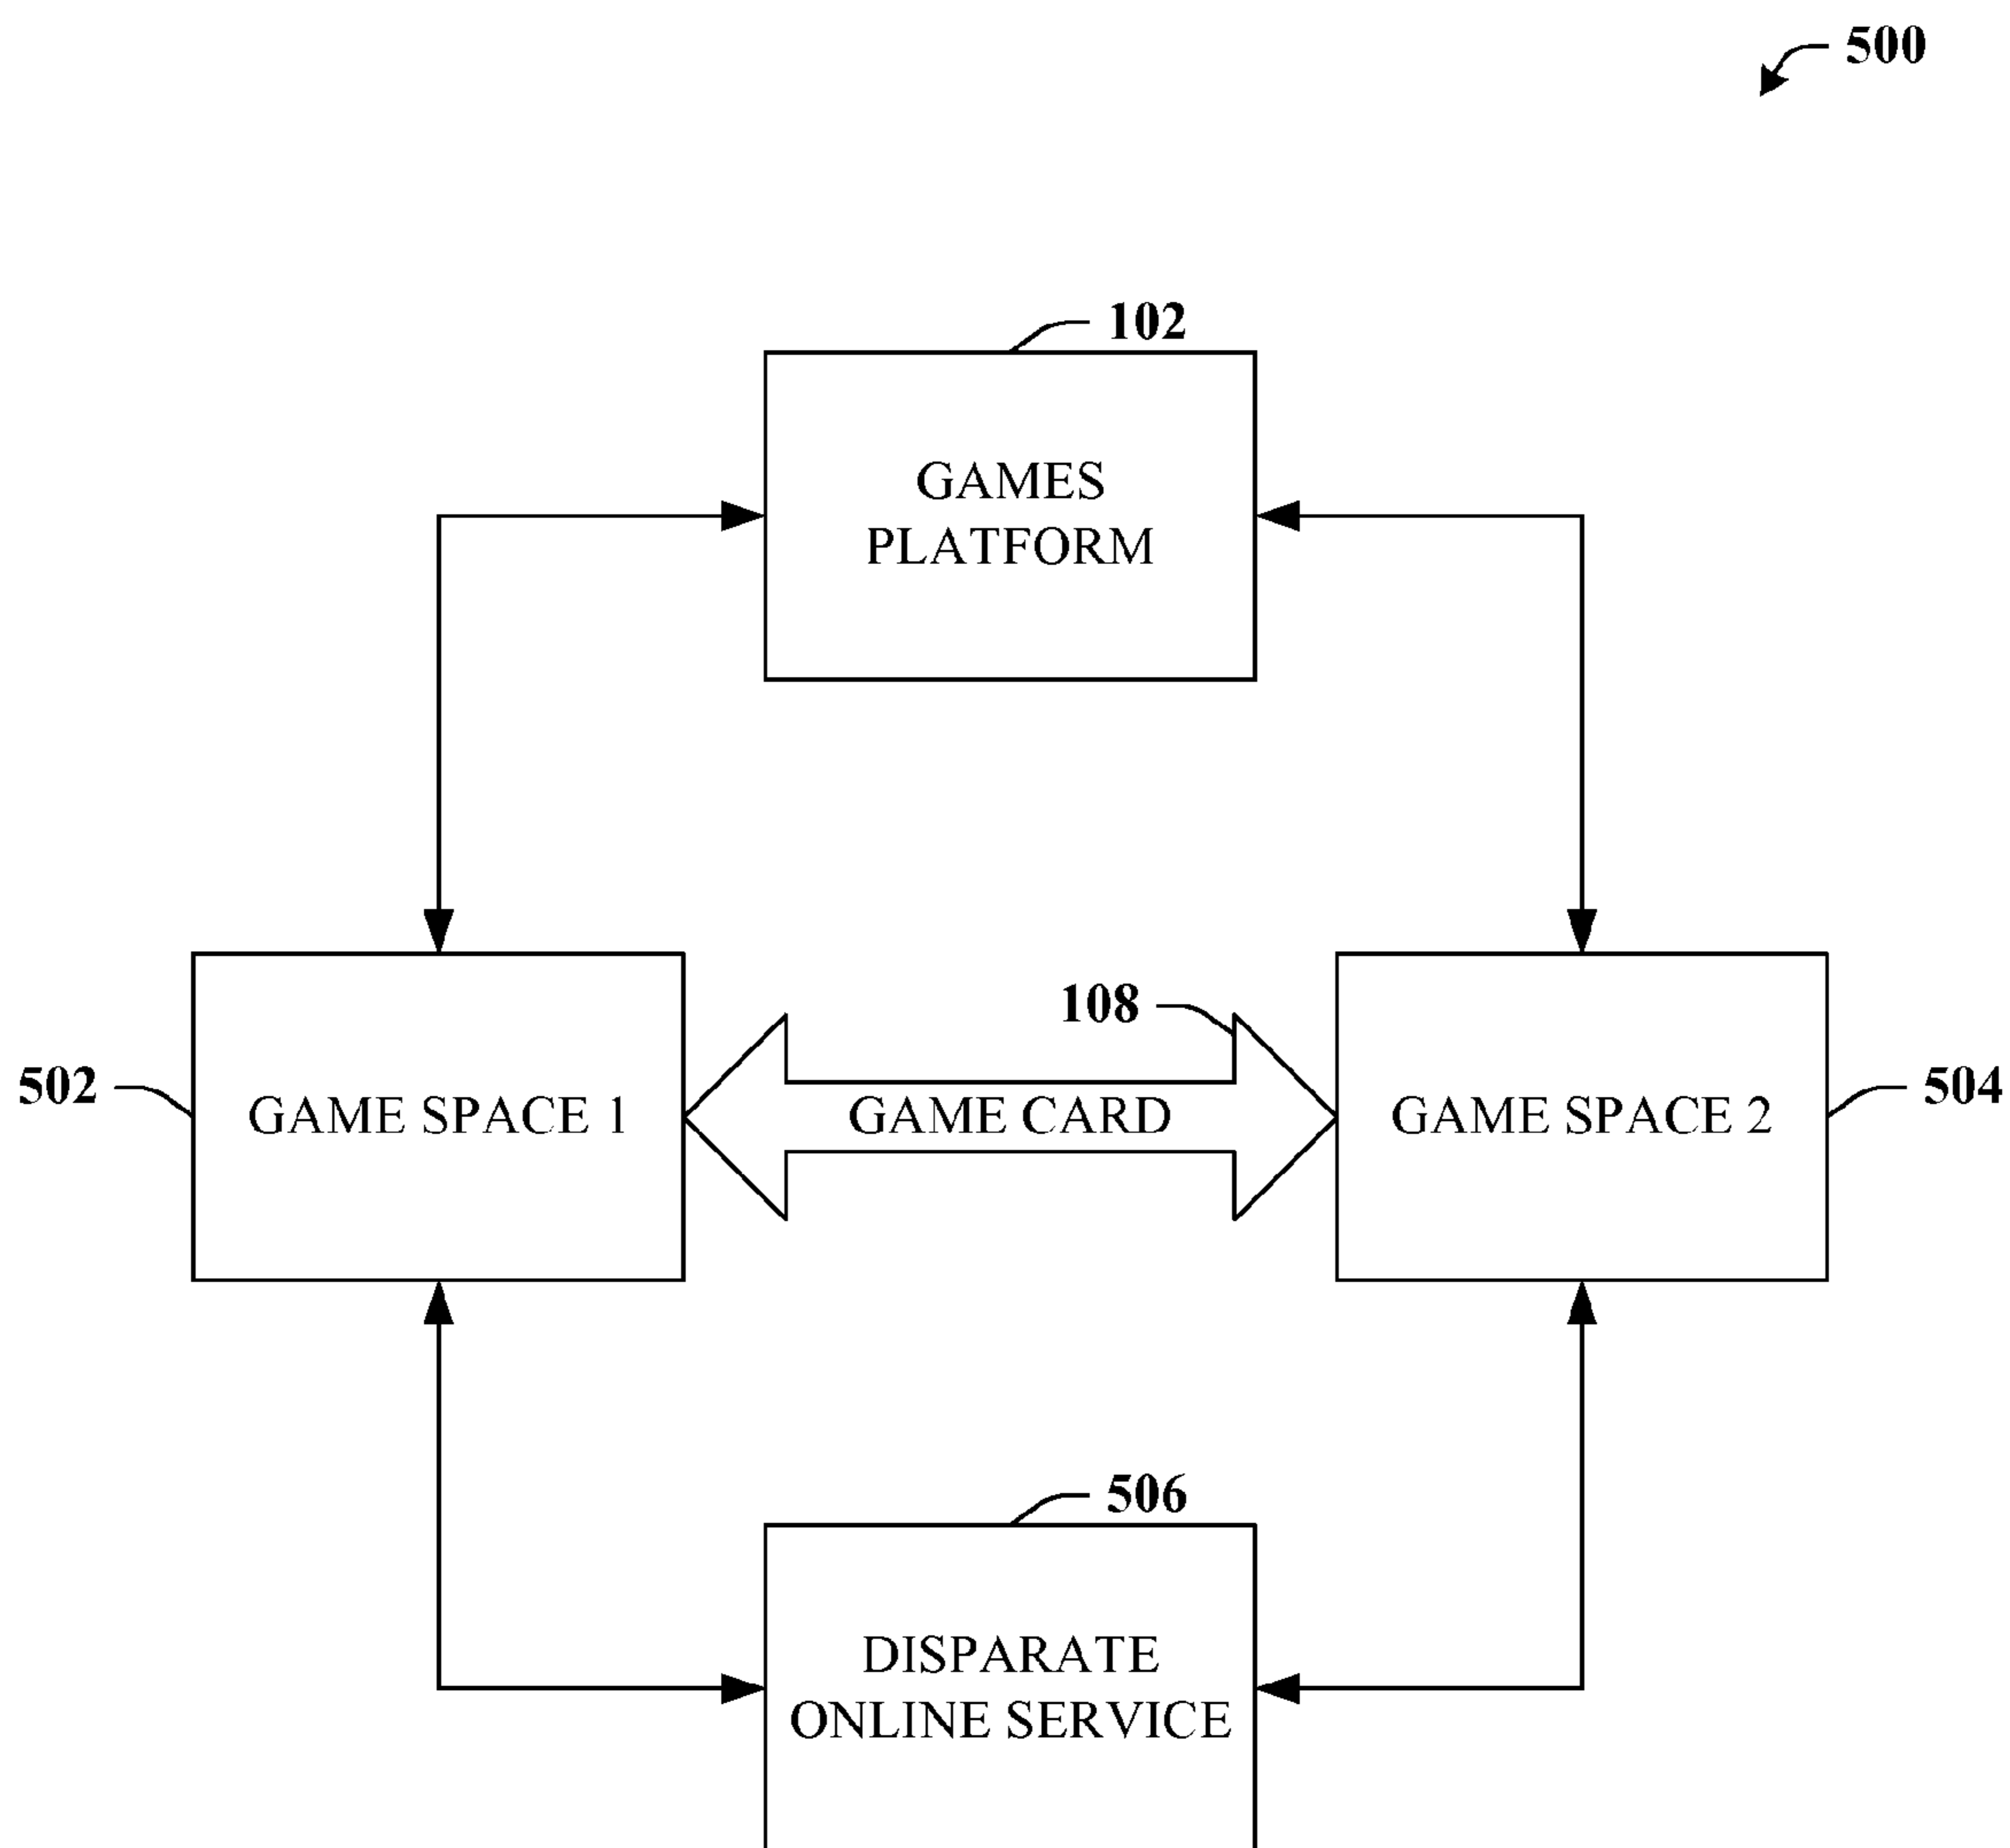 500
102
GAMES
PLATFORM
108
502
GAME SPACE 1
GAME CARD
GAME SPACE 2
504
506
DISPARATE
ONLINE SERVICE